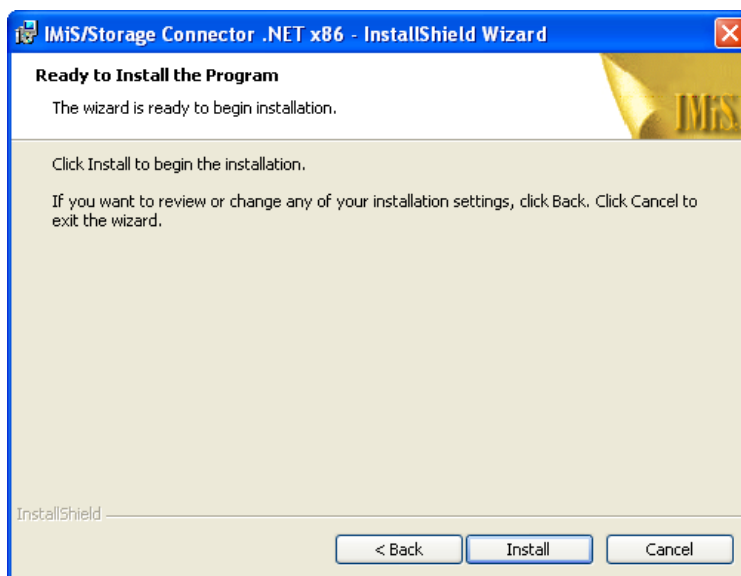 IMiS/Storage Connector .NET x86 - InstallShield Wizard
Ready to Install the Program
The wizard is ready to begin installation.
IMiS
Click Install to begin the installation.
If you want to review or change any of your installation settings, click Back. Click Cancel to
exit the wizard.
InstallShield
< Back
Install
Cancel